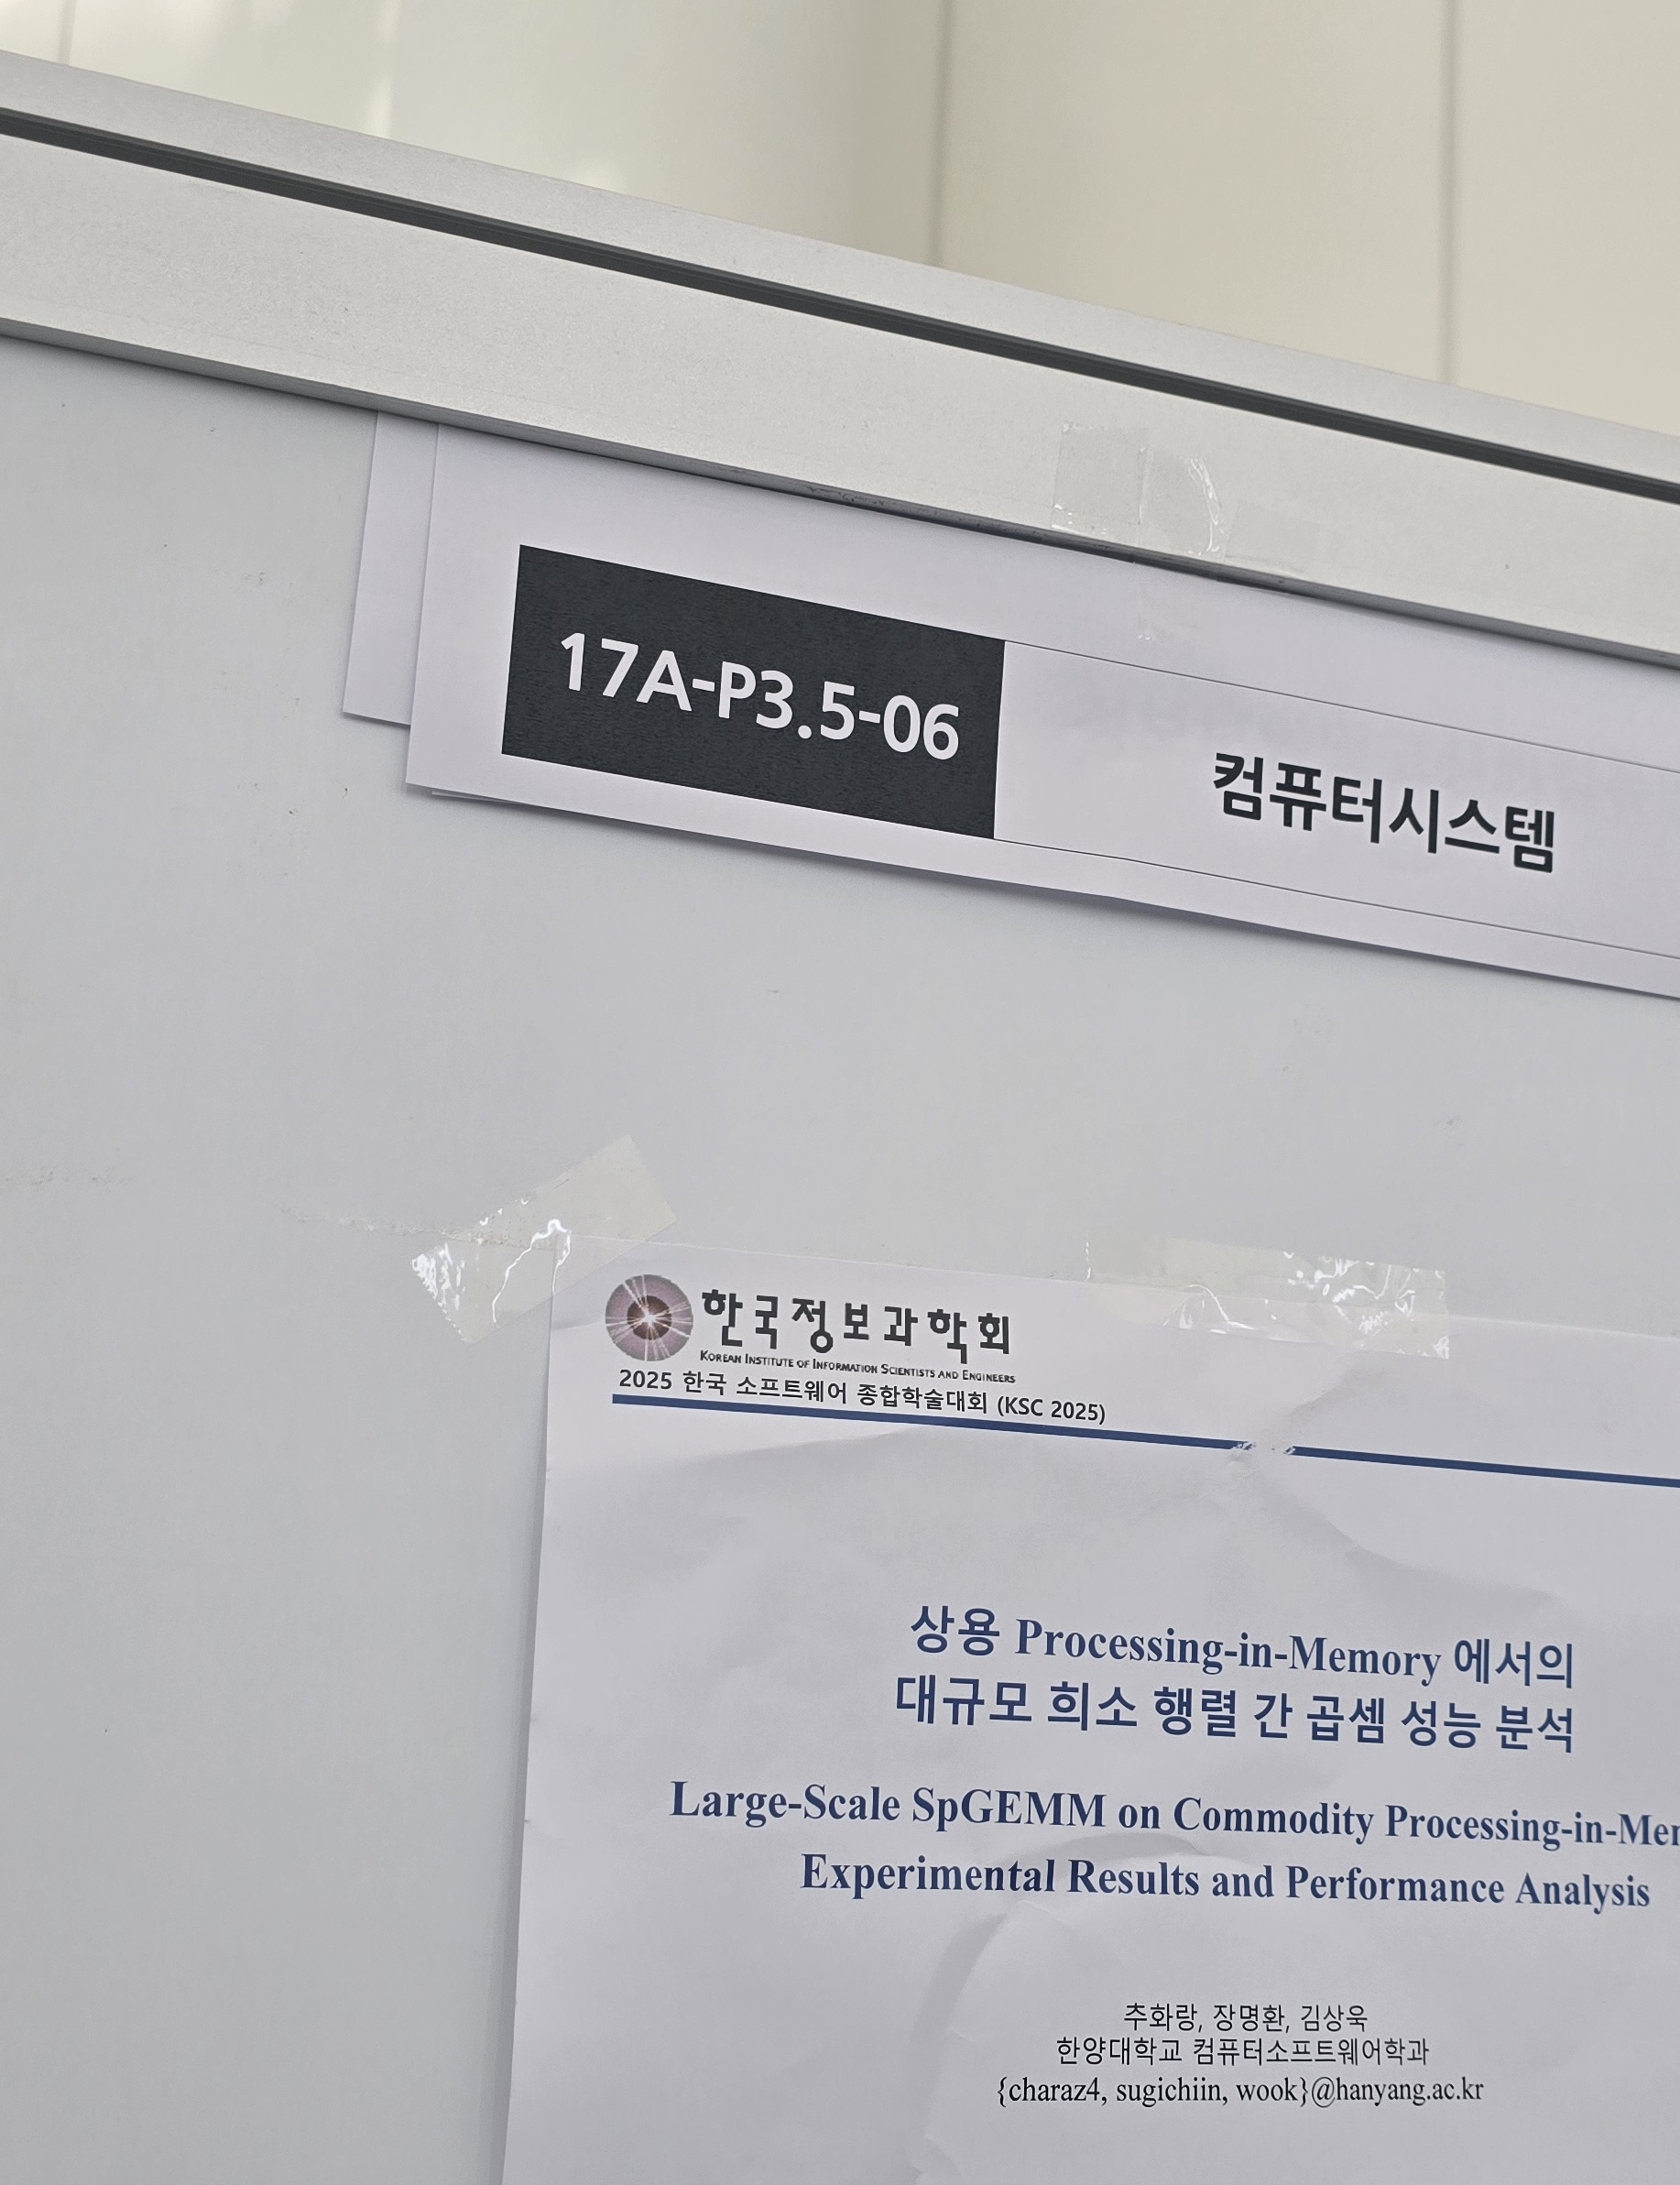 17A-P3.5-06
컴퓨터시스템
한국정보과학회
KOREAN INSTITUTE OF INFORMATION SCIENTISTS AND ENGINEERS
2025 한국 소프트웨어 종합학술대회 (KSC 2025)
상용 Processing-in-Memory 에서의
대규모 희소 행렬 간 곱셈 성능 분석
Large-Scale SpGEMM on Commodity Processing-in-Mem
Experimental Results and Performance Analysis
추화랑, 장명환, 김상욱
한양대학교 컴퓨터소프트웨어학과
{charaz4, sugichiin, wook}@hanyang.ac.kr